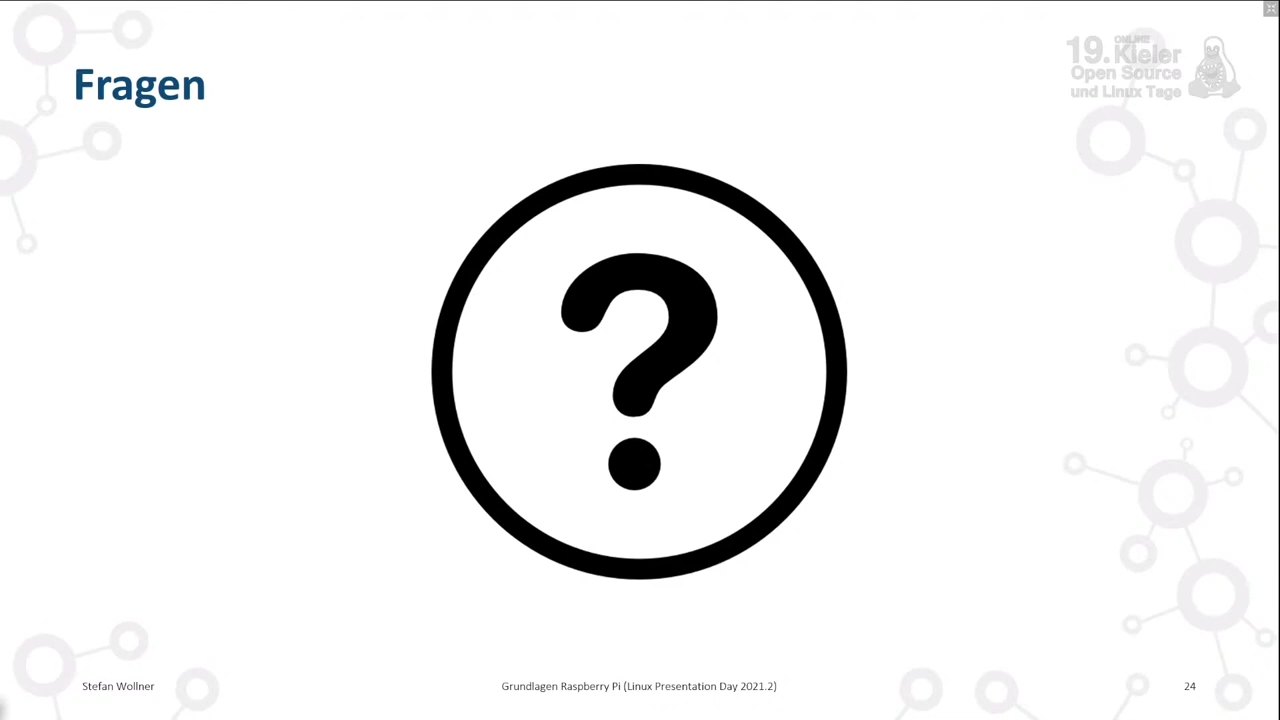 Fragen
ONLINE
19. Kieler
Open Source
und Linux Tage
?
Stefan Wollner
Grundlagen Raspberry Pi (Linux Presentation Day 2021.2)
24